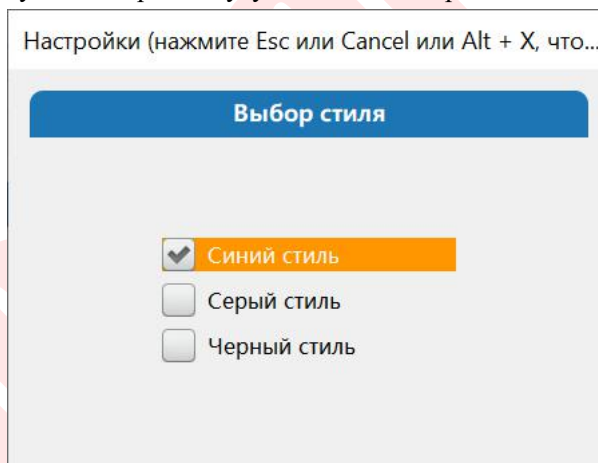 Настройки (нажмите Esc или Cancel или Alt + X, что...
Выбор стиля
Синий стиль
Серый стиль
Черный стиль